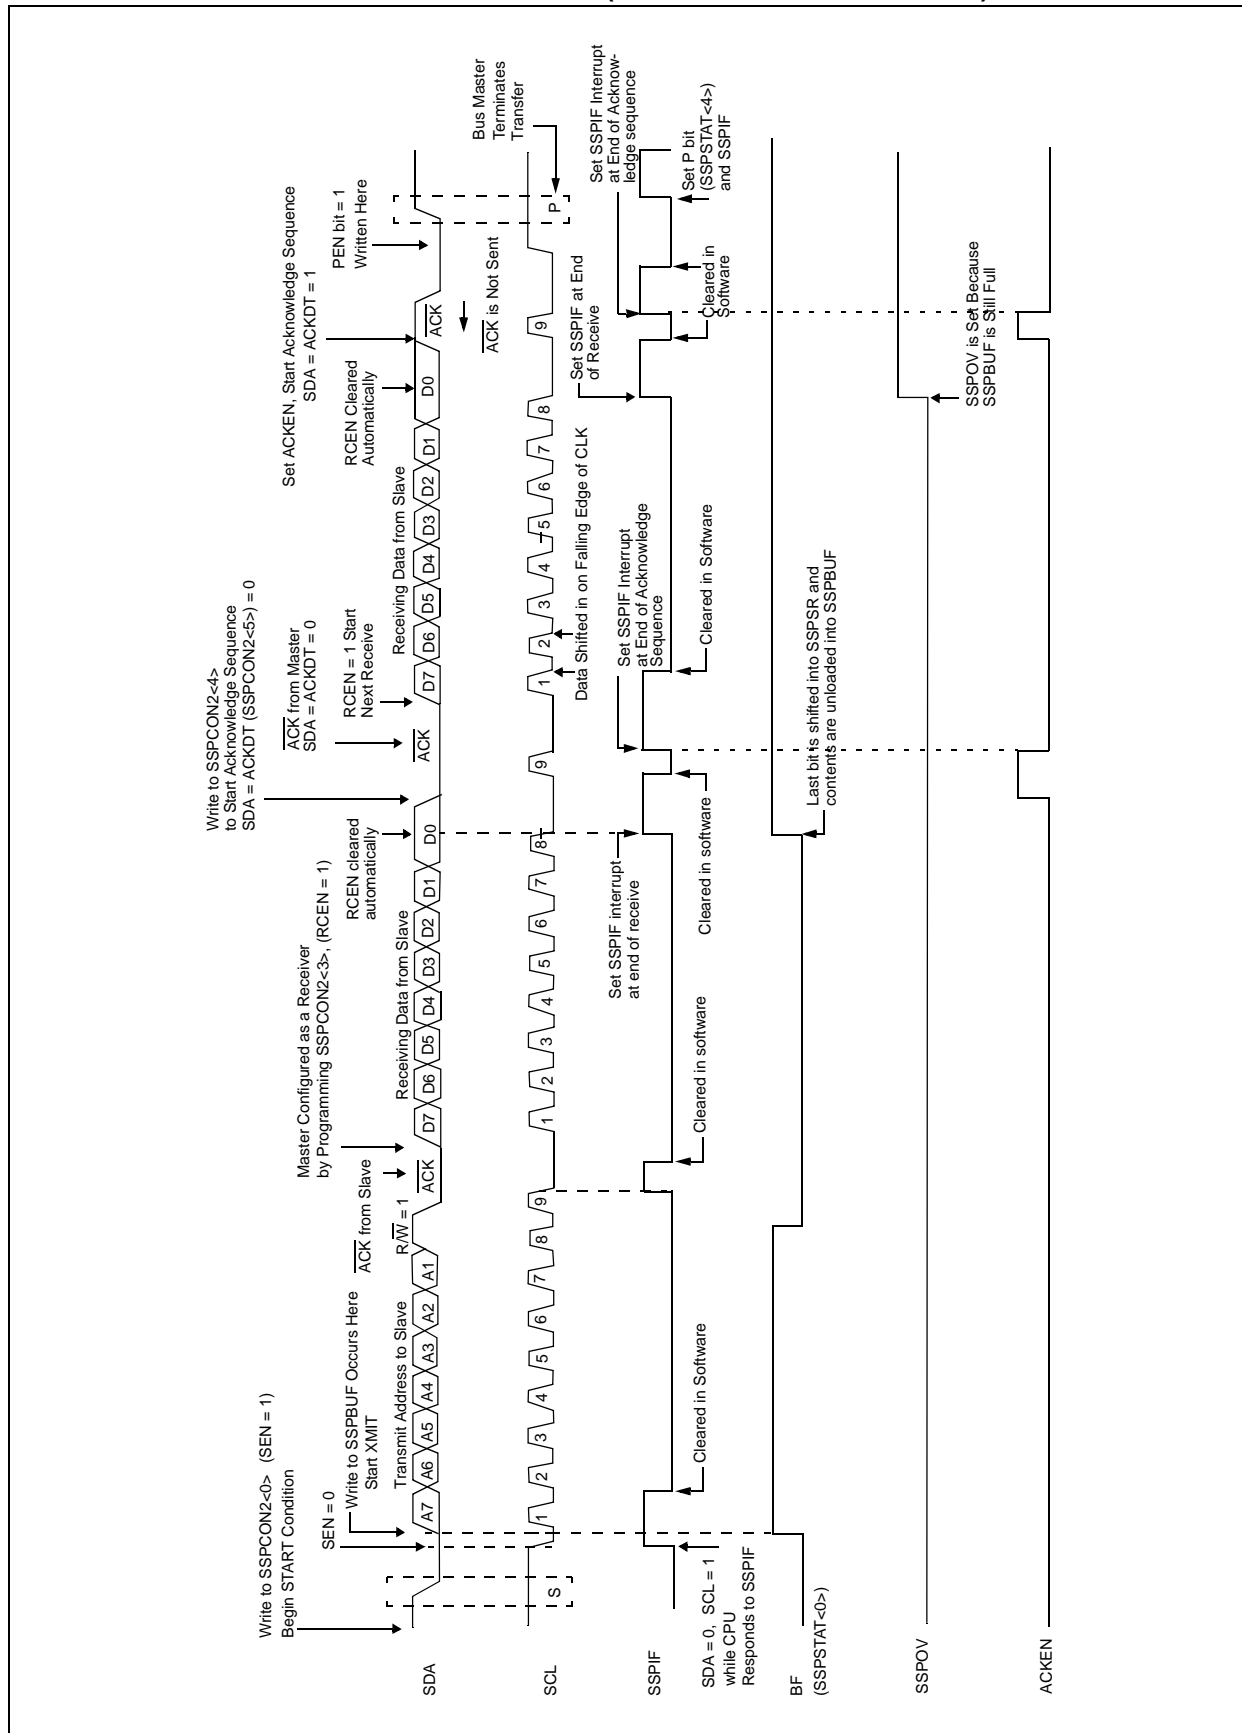 Write to SSPCON2<0> (SEN = 1)
Begin START Condition
SEN = 0
Write to SSPBUF Occurs Here
Start XMIT
ACK from Slave
Master Configured as a Receiver
by Programming SSPCON2<3>, (RCEN = 1)
RCEN cleared
automatically
Write to SSPCON2<4>
to Start Acknowledge Sequence
SDA = ACKDT (SSPCON2<5>) = 0
ACK from Master
SDA = ACKDT = 0
RCEN = 1 Start
Next Receive
RCEN Cleared
Automatically
Set ACKEN, Start Acknowledge Sequence
SDA = ACKDT = 1
PEN bit = 1
Written Here
Transmit Address to Slave
R/W = 1
Receiving Data from Slave
Receiving Data from Slave
SDA
A7 A6 A5 A4 A3 A2 A1
ACK
D7 D6 D5 D4 D3 D2 D1 D0
ACK
D7 D6 D5 D4 D3 D2 D1 D0
ACK
ACK is Not Sent
Bus Master
Terminates
Transfer
SCL
S
1 2 3 4 5 6 7 8 9
1 2 3 4 5 6 7 8
9
1 2 3 4 5 6 7 8
9
P
Data Shifted in on Falling Edge of CLK
Set SSPIF interrupt
at end of receive
Set SSPIF Interrupt
at End of Acknowledge
Sequence
Set SSPIF at End
of Receive
Set SSPIF Interrupt
at End of Acknow-
ledge sequence
SSPIF
SDA = 0, SCL = 1
while CPU
Responds to SSPIF
Cleared in Software
Cleared in software
Cleared in software
Cleared in Software
Cleared in
Software
Set P bit
(SSPSTAT<4>)
and SSPIF
BF
(SSPSTAT<0>)
Last bit is shifted into SSPSR and
contents are unloaded into SSPBUF
SSPOV
SSPOV is Set Because
SSPBUF is Still Full
ACKEN